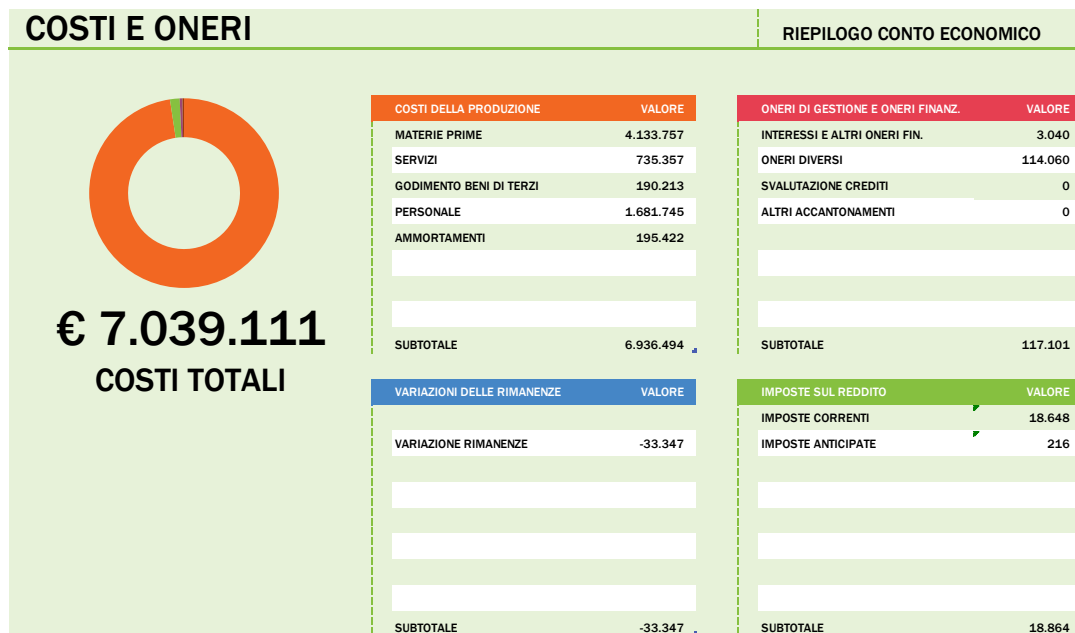 COSTI E ONERI
RIEPILOGO CONTO ECONOMICO
€ 7.039.111
COSTI TOTALI
COSTI DELLA PRODUZIONE VALORE
MATERIE PRIME 4.133.757
SERVIZI 735.357
GODIMENTO BENI DI TERZI 190.213
PERSONALE 1.681.745
AMMORTAMENTI 195.422
SUBTOTALE 6.936.494
ONERI DI GESTIONE E ONERI FINANZ. VALORE
INTERESSI E ALTRI ONERI FIN. 3.040
ONERI DIVERSI 114.060
SVALUTAZIONE CREDITI 0
ALTRI ACCANTONAMENTI 0
SUBTOTALE 117.101
VARIAZIONI DELLE RIMANENZE VALORE
VARIAZIONE RIMANENZE -33.347
SUBTOTALE -33.347
IMPOSTE SUL REDDITO VALORE
IMPOSTE CORRENTI 18.648
IMPOSTE ANTICIPATE 216
SUBTOTALE 18.864